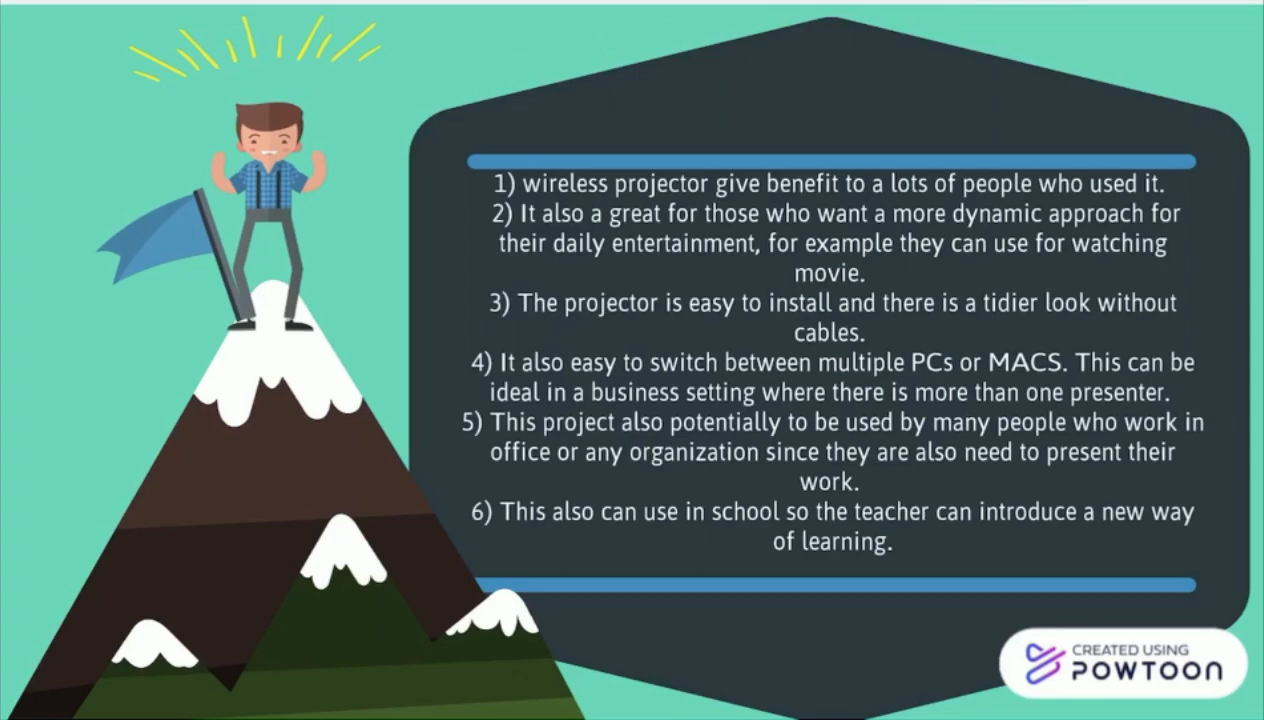 1) wireless projector give benefit to a lots of people who used it.
2) It also a great for those who want a more dynamic approach for
their daily entertainment, for example they can use for watching
movie.
3) The projector is easy to install and there is a tidier look without
cables.
4) It also easy to switch between multiple PCs or MACS. This can be
ideal in a business setting where there is more than one presenter.
5) This project also potentially to be used by many people who work in
office or any organization since they are also need to present their
work.
6) This also can use in school so the teacher can introduce a new way
of learning.
CREATED USING
POWTOON